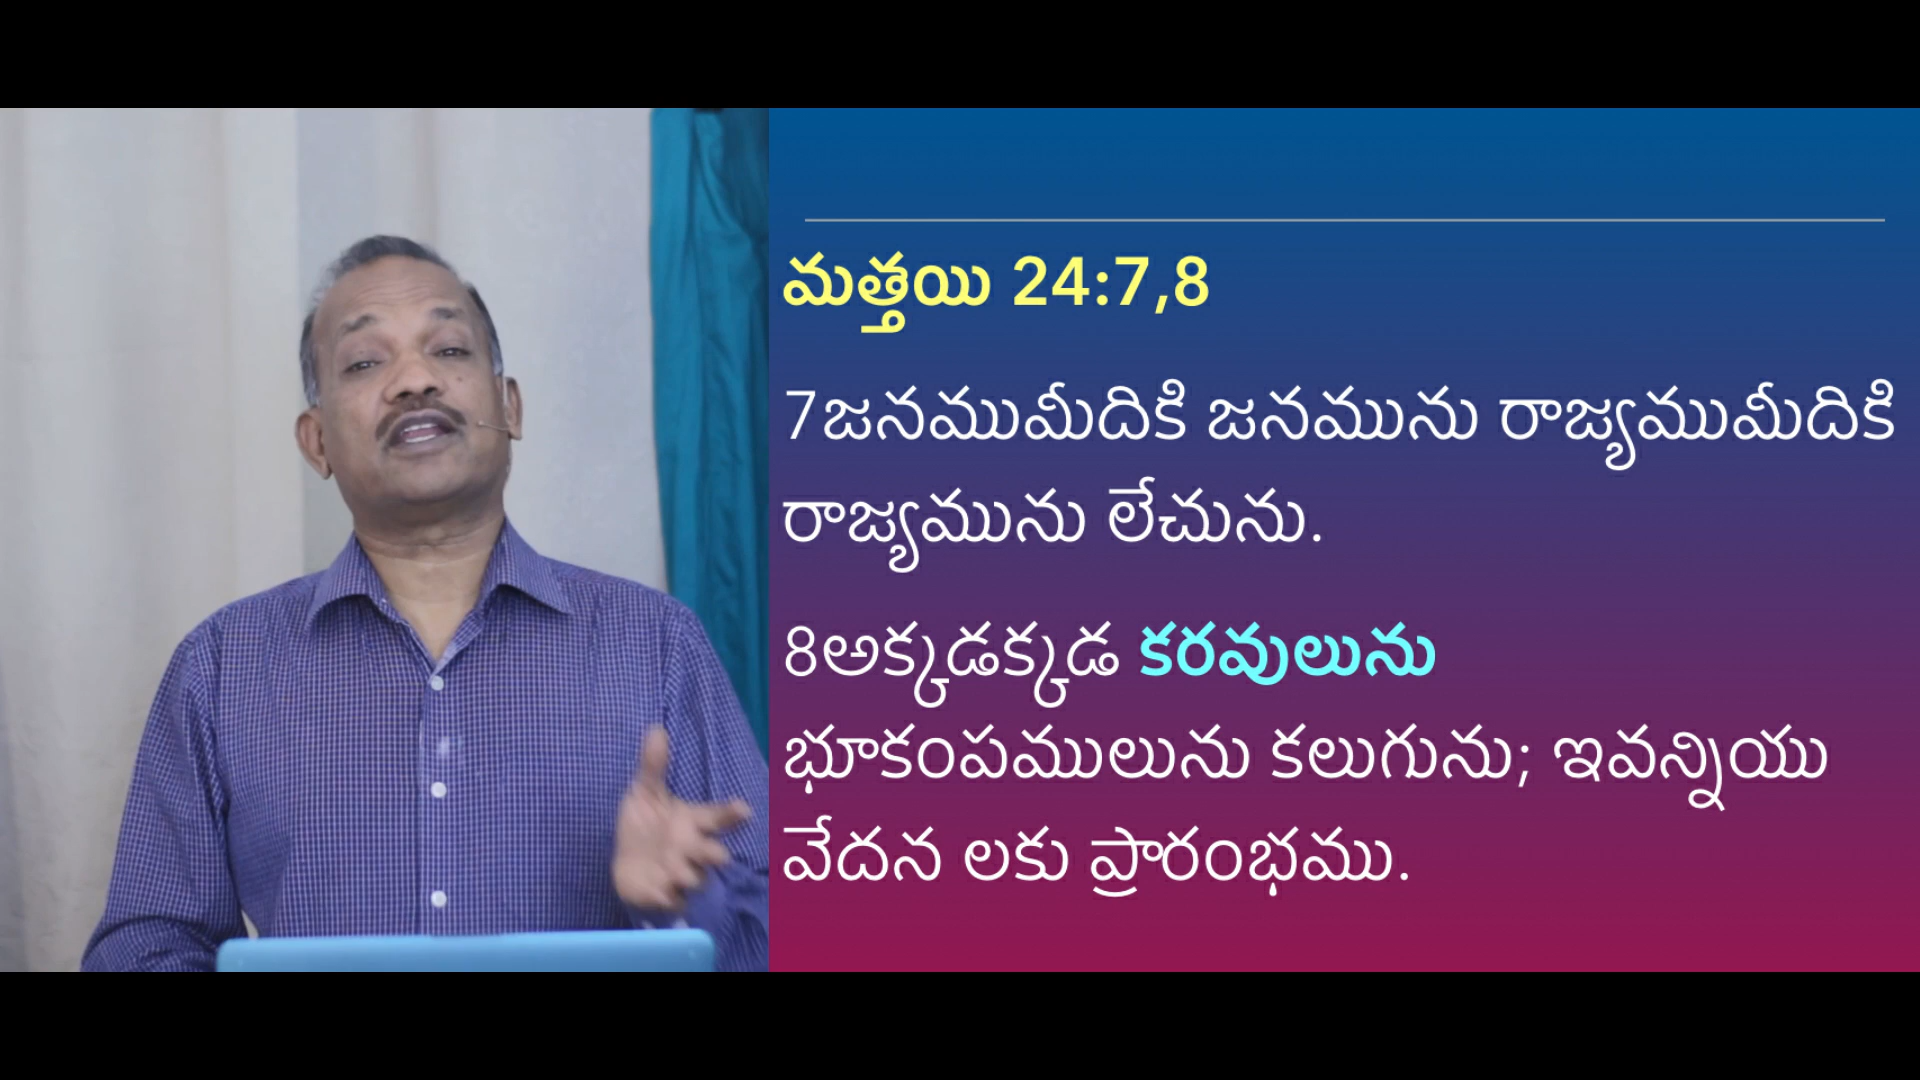 మత్తయి 24:7,8
7జనముమీదికి జనమును రాజ్యముమీదికి
రాజ్యమును లేచును.
8అక్కడక్కడ కరవులును
భూకంపములును కలుగును; ఇవన్నియు
వేదన లకు ప్రారంభము.